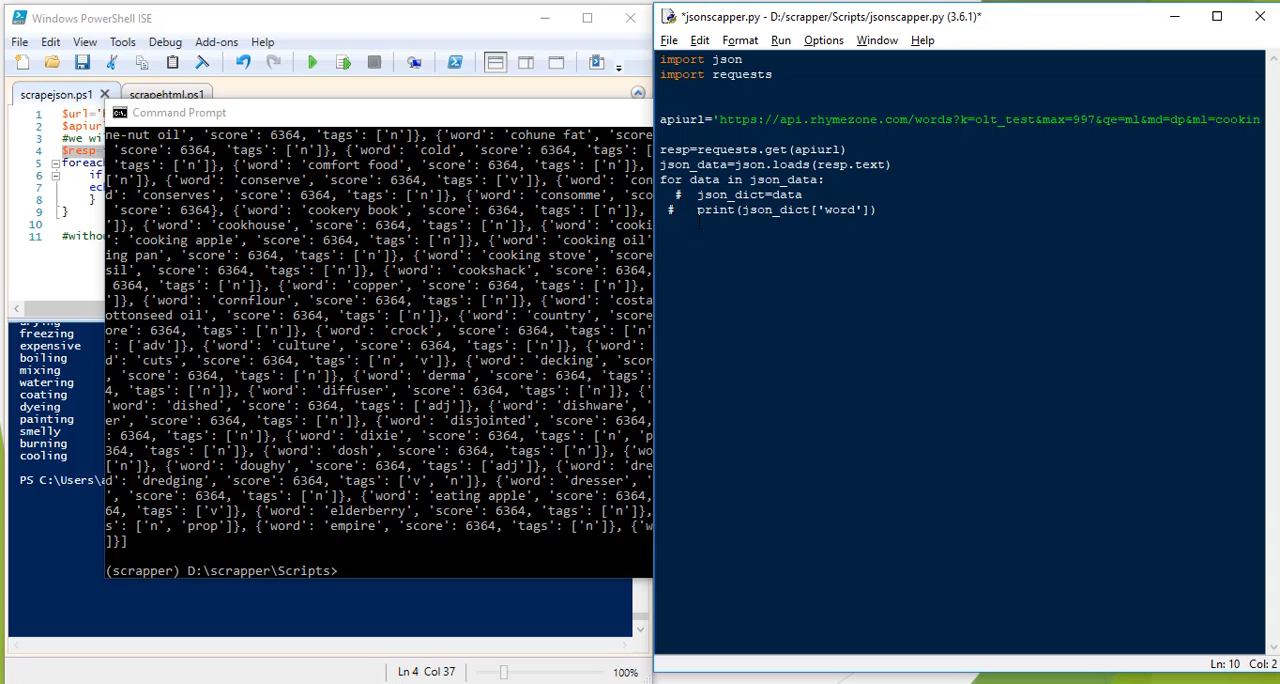 Windows PowerShell ISE
File Edit View Tools Debug Add-ons Help
scrapejson.ps1 scrapehtml.ps1
1
2
3
4
5
6
7
8
9
10
11
$url='
$apiurl
#we wi
$resp
foreac
if
ec
}
}
#withou
freezing
expensive
boiling
mixing
watering
coating
dyeing
painting
smelly
burning
cooling
PS C:\Users\a
Ln 4 Col 37 100%
Command Prompt
ne-nut oil', 'score': 6364, 'tags': ['n']}, {'word': 'cohune fat', 'score
'score': 6364, 'tags': ['n']}, {'word': 'cold', 'score': 6364, 'tags': [
'tags': ['n']}, {'word': 'comfort food', 'score': 6364, 'tags': ['n']},
['n']}, {'word': 'conserve', 'score': 6364, 'tags': ['v']}, {'word': 'con
'conserves', 'score': 6364, 'tags': ['n']}, {'word': 'consomme', 'score':
'score': 6364}, {'word': 'cookery book', 'score': 6364, 'tags': ['n'
']}, {'word': 'cookhouse', 'score': 6364, 'tags': ['n']}, {'word': 'cooki
': 'cooking apple', 'score': 6364, 'tags': ['n']}, {'word': 'cooking oil'
ing pan', 'score': 6364, 'tags': ['n']}, {'word': 'cooking stove', 'score
sil', 'score': 6364, 'tags': ['n']}, {'word': 'cookshack', 'score': 6364,
6364, 'tags': ['n']}, {'word': 'copper', 'score': 6364, 'tags': ['n']},
']}, {'word': 'cornflour', 'score': 6364, 'tags': ['n']}, {'word': 'costa
ottonseed oil', 'score': 6364, 'tags': ['n']}, {'word': 'country',
ore': 6364, 'tags': ['n']}, {'word': 'crock', 'score': 6364, 'tags': ['n'
: ['adv']}, {'word': 'culture', 'score': 6364, 'tags': ['n']}, {'word':
d': 'cuts', 'score': 6364, 'tags': ['n', 'v']}, {'word': 'decking', 'scor
'score': 6364, 'tags': ['n']}, {'word': 'derma', 'score': 6364, 'tags':
4, 'tags': ['n']}, {'word': 'diffuser', 'score': 6364, 'tags': ['n']}, {'
'word': 'dished', 'score': 6364, 'tags': ['adj']}, {'word': 'dishware', '
er', 'score': 6364, 'tags': ['n']}, {'word': 'disjointed', 'score': 6364,
: 6364, 'tags': ['n']}, {'word': 'dixie', 'score': 6364, 'tags': ['n', 'p
364, 'tags': ['n']}, {'word': 'dosh', 'score': 6364, 'tags': ['n']}, {'wo
['n']}, {'word': 'doughy', 'score': 6364, 'tags': ['adj']}, {'word': 'dre
d': 'dredging', 'score': 6364, 'tags': ['v', 'n']}, {'word': 'dresser',
', 'score': 6364, 'tags': ['n']}, {'word': 'eating apple', 'score': 6364,
64, 'tags': ['v']}, {'word': 'elderberry', 'score': 6364, 'tags': ['n']},
s': ['n', 'prop']}, {'word': 'empire', 'score': 6364, 'tags': ['n']}, {'w
]}]
(scrapper) D:\scrapper\Scripts>
*jsonscapper.py - D:/scrapper/Scripts/jsonscapper.py (3.6.1)*
File Edit Format Run Options Window Help
import json
import requests
apiurl='https://api.rhymezone.com/words?k=olt_test&max=997&qe=ml&md=dp&ml=cookin
resp=requests.get(apiurl)
json_data=json.loads(resp.text)
for data in json_data:
# json_dict=data
# print(json_dict['word'])
Ln: 10 Col: 2